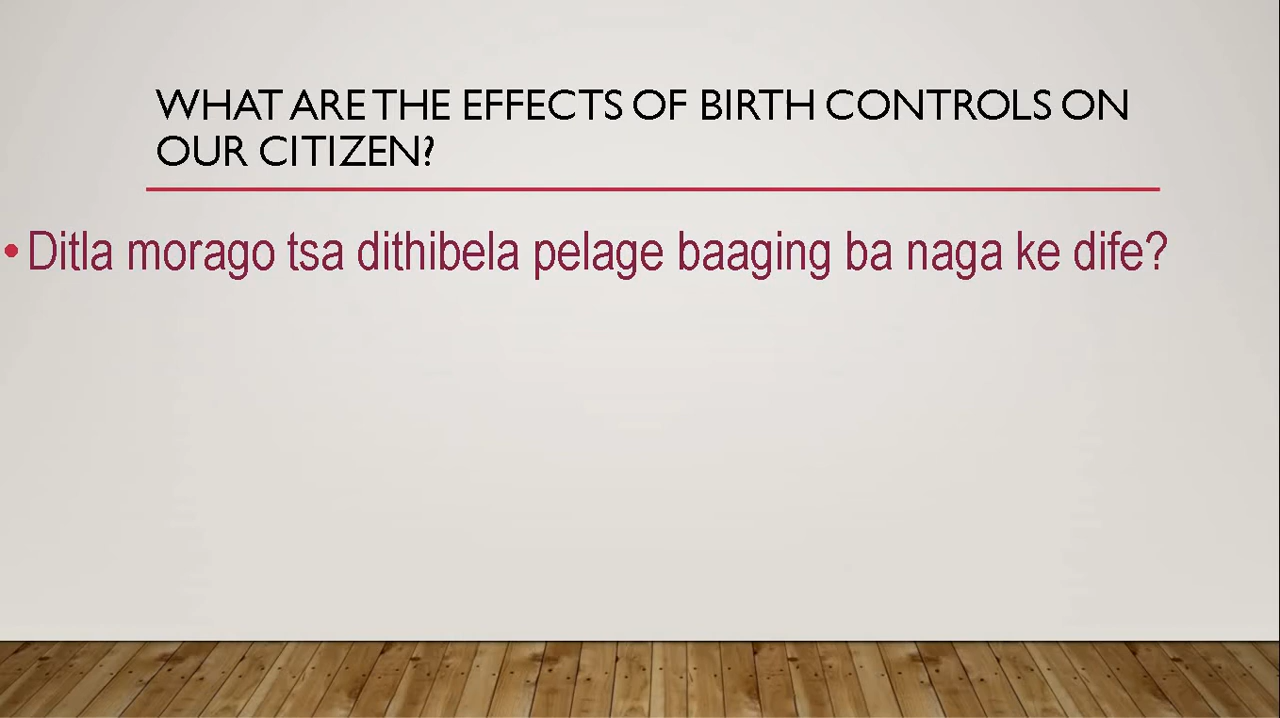 WHAT ARE THE EFFECTS OF BIRTH CONTROLS ON
OUR CITIZEN?
• Ditla morago tsa dithibela pelage baaging ba naga ke dife?